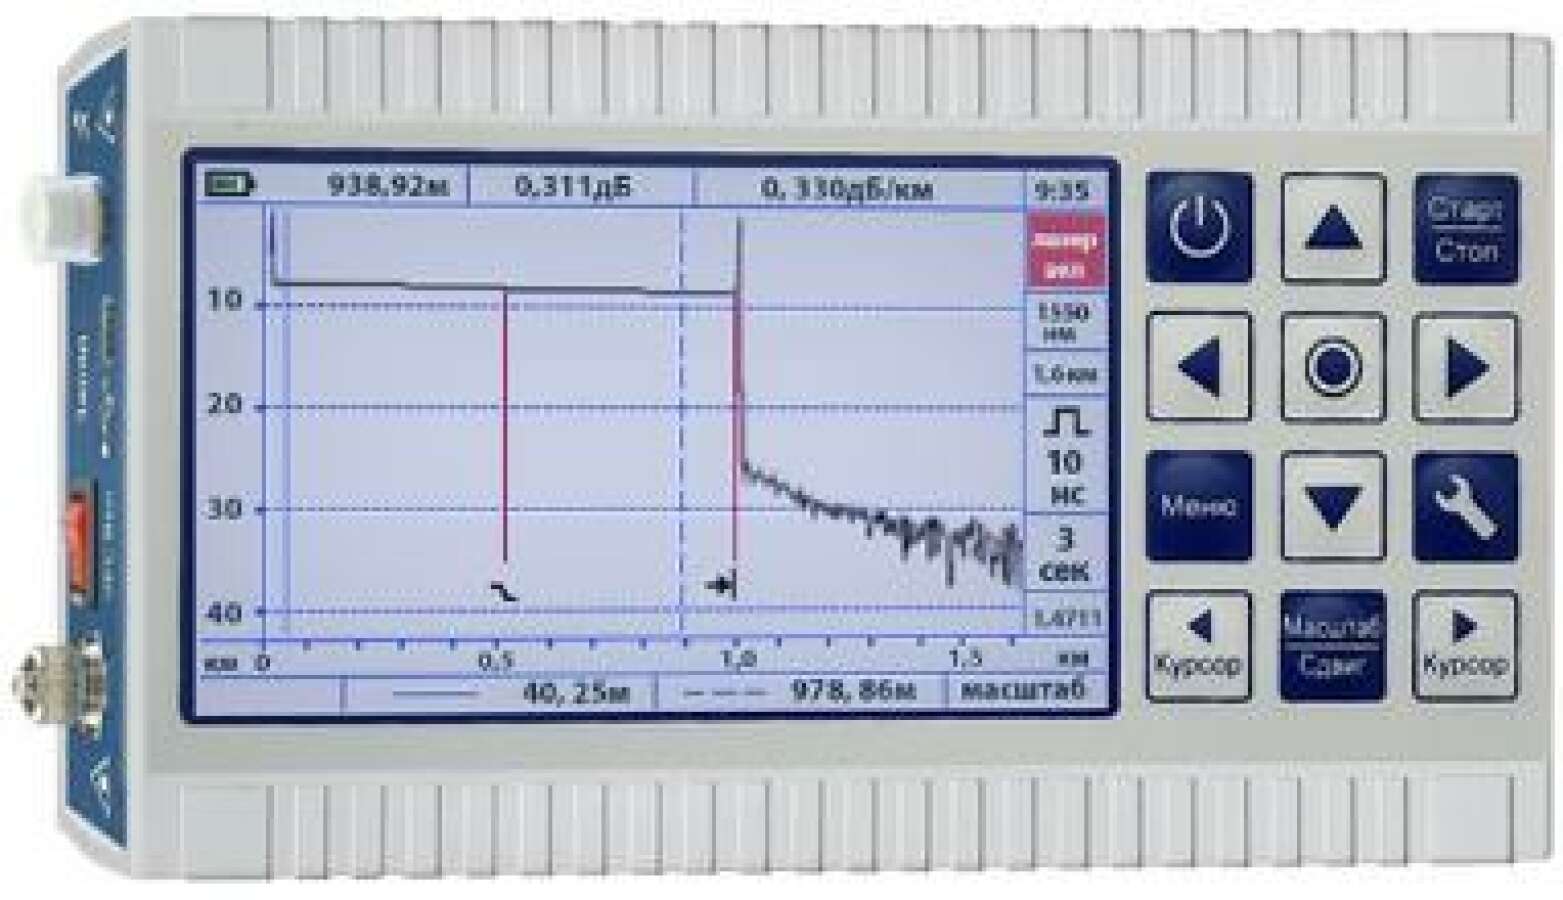 938,92м 0,311дБ 0,330дБ/км 9:35
лазер
вкл
1550
нм
1,6км
10
нс
3
сек
1,4711
10
20
30
40
км 0 0,5 1,0 1,5 км
40,25м 978,86м масштаб
Старт
Стоп
Меню
Курсор
Масштаб
Сдвиг
Курсор